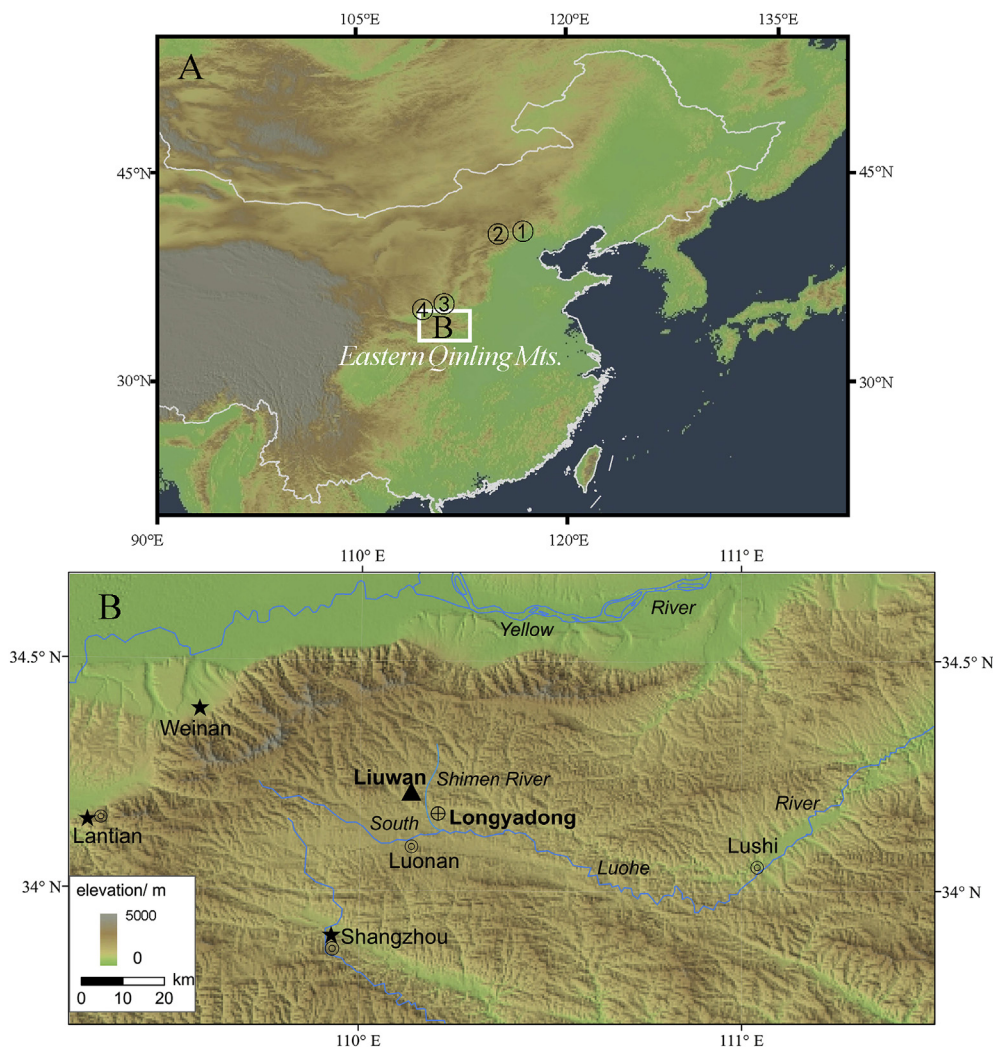 105°E 120°E 135°E
A
45°N 45°N
② ①
④ ③
B
Eastern Qinling Mts.
30°N 30°N
90°E 120°E
110° E 111° E
B
River
Yellow
34.5° N 34.5° N
Weinan
Liuwan Shimen River
River
South Longyadong
Lantian
Luonan Lushi
Luohe
34° N 34° N
elevation/ m
5000
0
Shangzhou
km
0 10 20
110° E 111° E